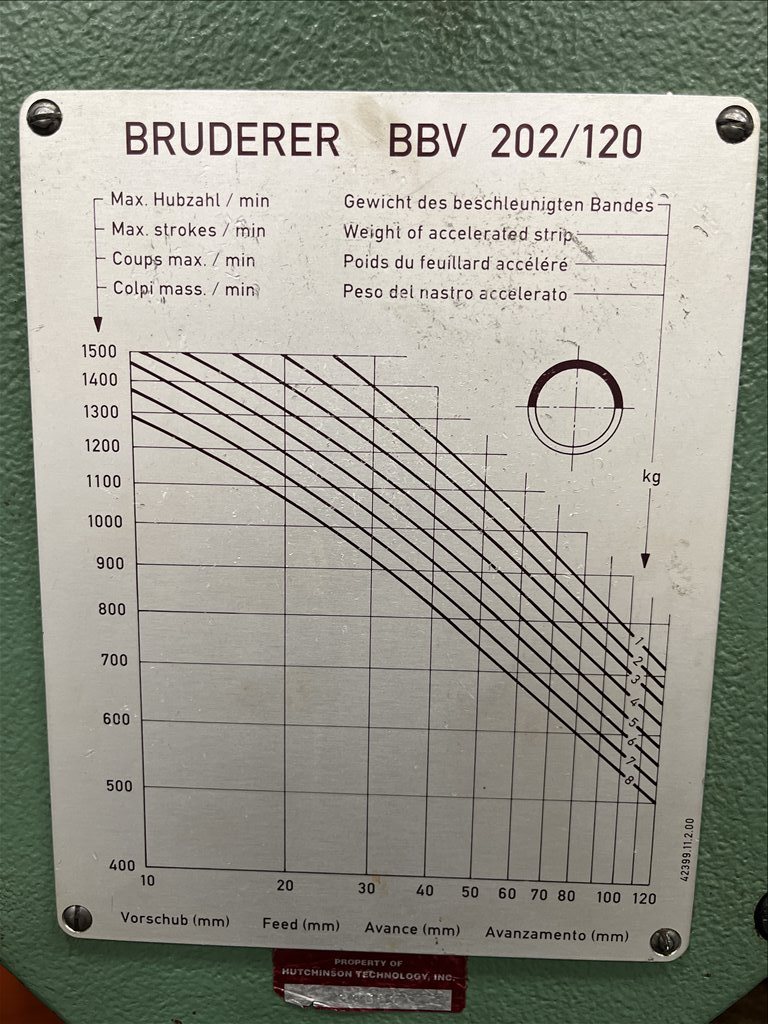 BRUDERER BBV 202/120
Max. Hubzahl / min
Max. strokes / min
Coups max. / min
Colpi mass. / min
Gewicht des beschleunigten Bandes
Weight of accelerated strip
Poids du feuillard accéléré
Peso del nastro accelerato
1500
1400
1300
1200
1100
1000
900
800
700
600
500
400
kg
1
2
3
4
5
6
7
8
10 20 30 40 50 60 70 80 100 120
Vorschub (mm) Feed (mm) Avance (mm) Avanzamento (mm)
42399.11.2.00
PROPERTY OF
HUTCHINSON TECHNOLOGY, INC.